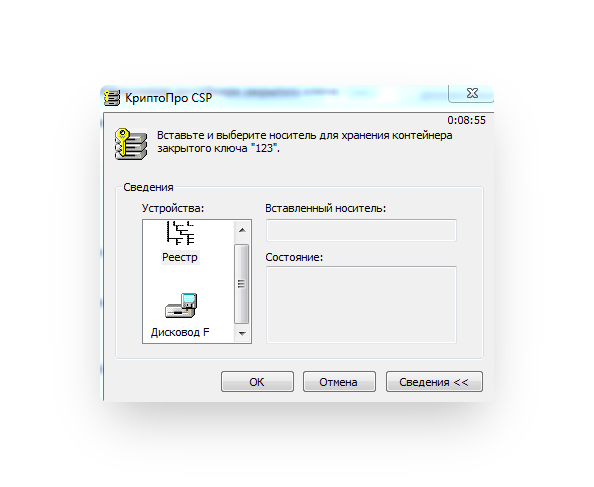 КриптоПро CSP
0:08:55
Вставьте и выберите носитель для хранения контейнера
закрытого ключа "123".
Сведения
Устройства:
Вставленный носитель:
Реестр
Состояние:
Дисковод F
OK
Отмена
Сведения <<